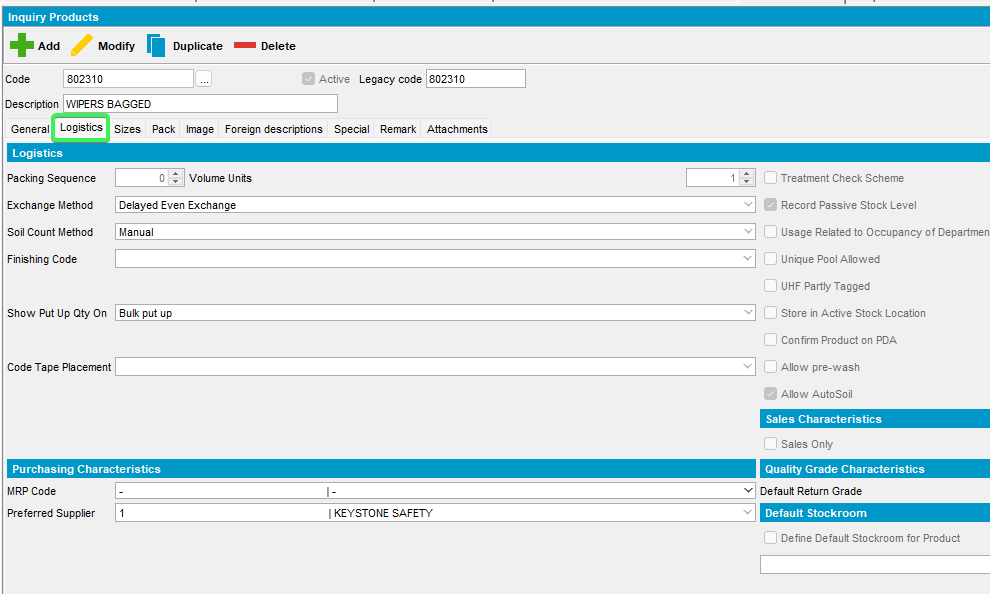 Inquiry Products
Add Modify Duplicate Delete
Code 802310 ... Active Legacy code 802310
Description WIPERS BAGGED
General Logistics Sizes Pack Image Foreign descriptions Special Remark Attachments
Logistics
Packing Sequence 0 Volume Units 1 Treatment Check Scheme
Exchange Method Delayed Even Exchange Record Passive Stock Level
Soil Count Method Manual Usage Related to Occupancy of Departmen
Finishing Code Unique Pool Allowed
UHF Partly Tagged
Show Put Up Qty On Bulk put up Store in Active Stock Location
Confirm Product on PDA
Code Tape Placement Allow pre-wash
Allow AutoSoil
Sales Characteristics
Sales Only
Purchasing Characteristics Quality Grade Characteristics
MRP Code - | - Default Return Grade
Preferred Supplier 1 | KEYSTONE SAFETY Default Stockroom
Define Default Stockroom for Product